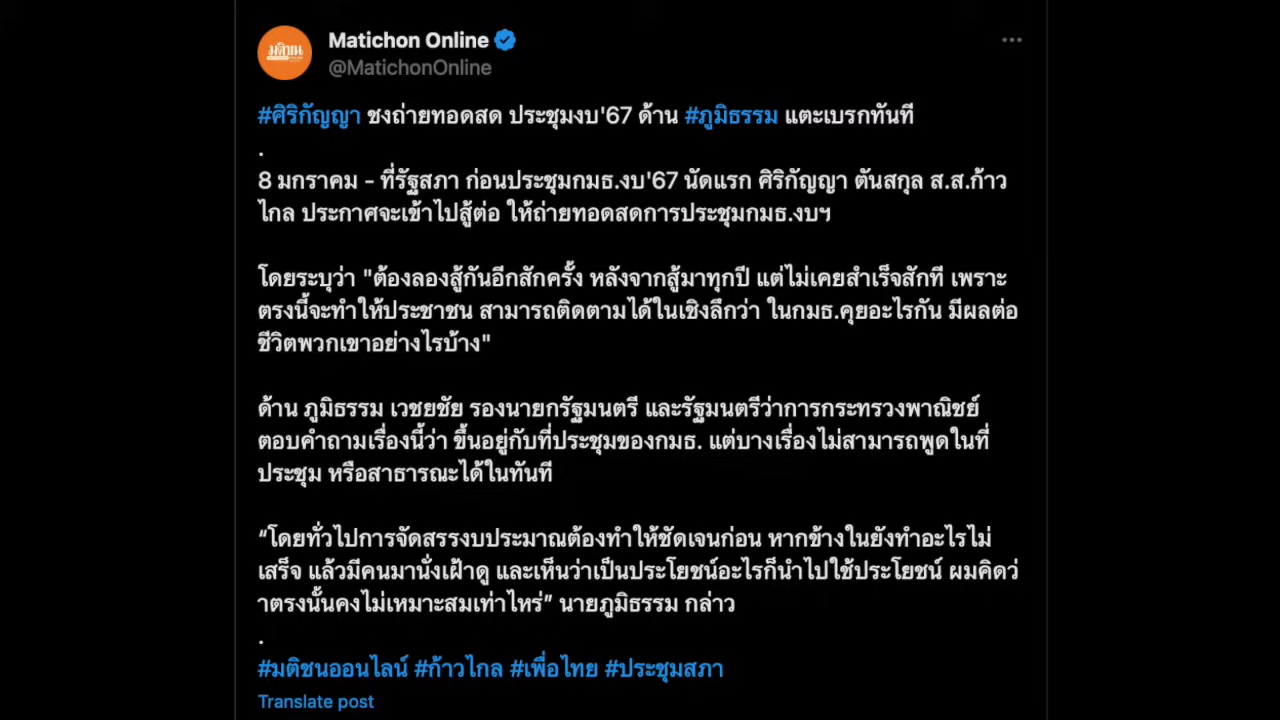 มติชน
Matichon Online
@MatichonOnline
#ศิริกัญญา ชงถ่ายทอดสด ประชุมงบ'67 ด้าน #ภูมิธรรม แตะเบรกทันที
.
8 มกราคม - ที่รัฐสภา ก่อนประชุมกมธ.งบ'67 นัดแรก ศิริกัญญา ตันสกุล ส.ส.ก้าว
ไกล ประกาศจะเข้าไปสู้ต่อ ให้ถ่ายทอดสดการประชุมกมธ.งบฯ
โดยระบุว่า "ต้องลองสู้กันอีกสักครั้ง หลังจากสู้มาทุกปี แต่ไม่เคยสำเร็จสักที เพราะ
ตรงนี้จะทำให้ประชาชน สามารถติดตามได้ในเชิงลึกว่า ในกมธ.คุยอะไรกัน มีผลต่อ
ชีวิตพวกเขาอย่างไรบ้าง"
ด้าน ภูมิธรรม เวชยชัย รองนายกรัฐมนตรี และรัฐมนตรีว่าการกระทรวงพาณิชย์
ตอบคำถามเรื่องนี้ว่า ขึ้นอยู่กับที่ประชุมของกมธ. แต่บางเรื่องไม่สามารถพูดในที่
ประชุม หรือสาธารณะได้ในทันที
“โดยทั่วไปการจัดสรรงบประมาณต้องทำให้ชัดเจนก่อน หากข้างในยังทำอะไรไม่
เสร็จ แล้วมีคนมานั่งเฝ้าดู และเห็นว่าเป็นประโยชน์อะไรก็นำไปใช้ประโยชน์ ผมคิดว่
าตรงนั้นคงไม่เหมาะสมเท่าไหร่” นายภูมิธรรม กล่าว
.
#มติชนออนไลน์ #ก้าวไกล #เพื่อไทย #ประชุมสภา
Translate post